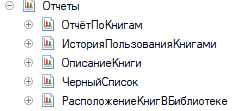 Отчеты
ОтчётПоКнигам
ИсторияПользованияКнигами
ОписаниеКниги
ЧерныйСписок
РасположениеКнигВБиблиотеке